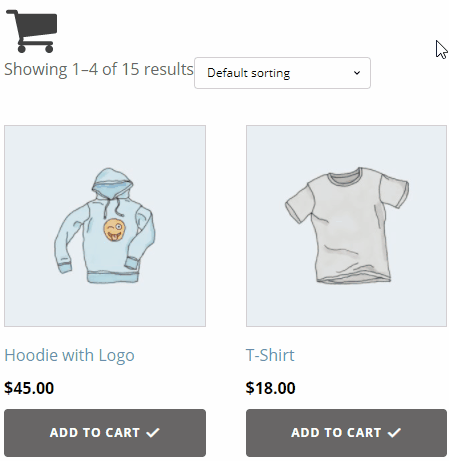 Showing 1–4 of 15 results
Default sorting
Hoodie with Logo
T-Shirt
$45.00
$18.00
ADD TO CART
ADD TO CART